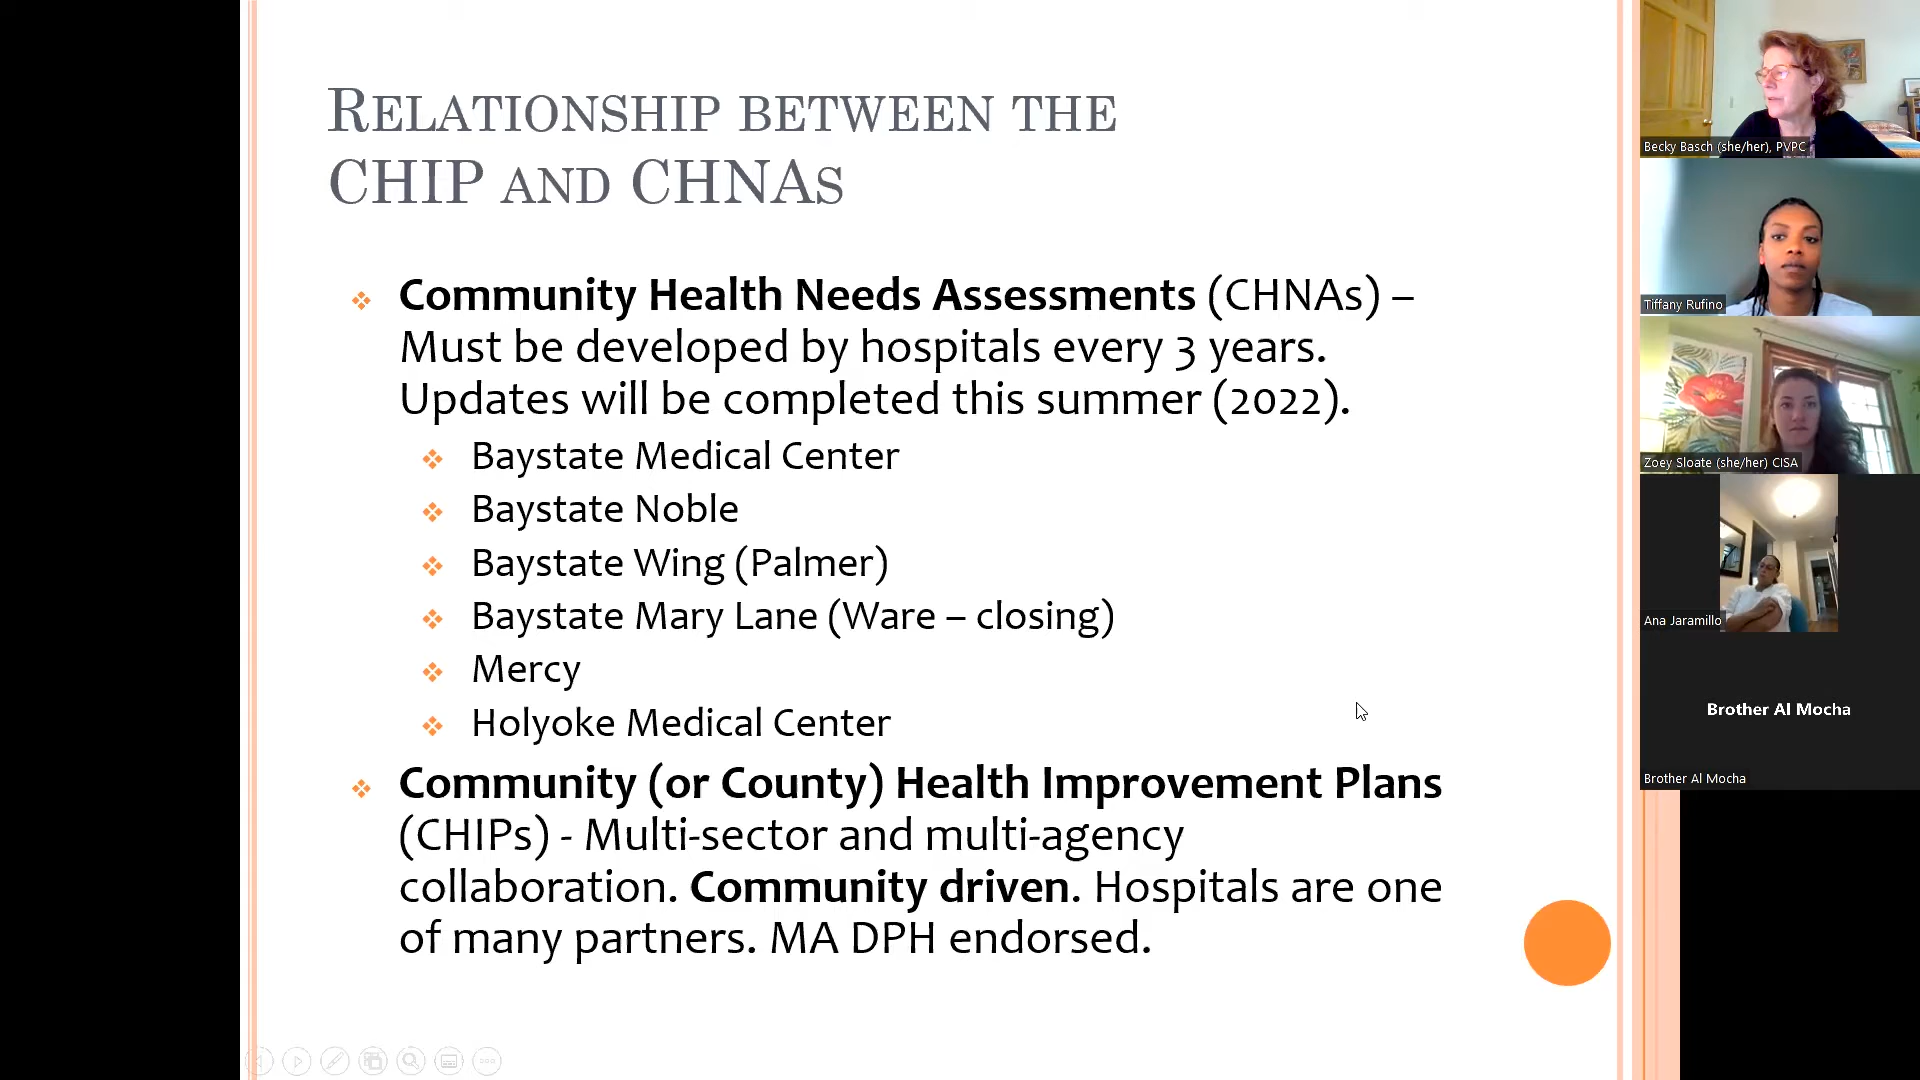 Relationship between the
CHIP and CHNAs
Community Health Needs Assessments (CHNAs) –
Must be developed by hospitals every 3 years.
Updates will be completed this summer (2022).
Baystate Medical Center
Baystate Noble
Baystate Wing (Palmer)
Baystate Mary Lane (Ware – closing)
Mercy
Holyoke Medical Center
Community (or County) Health Improvement Plans
(CHIPs) - Multi-sector and multi-agency
collaboration. Community driven. Hospitals are one
of many partners. MA DPH endorsed.
Becky Basch (she/her), PVPC
Tiffany Rufino
Zoey Sloate (she/her) CISA
Ana Jaramillo
Brother Al Mocha
Brother Al Mocha